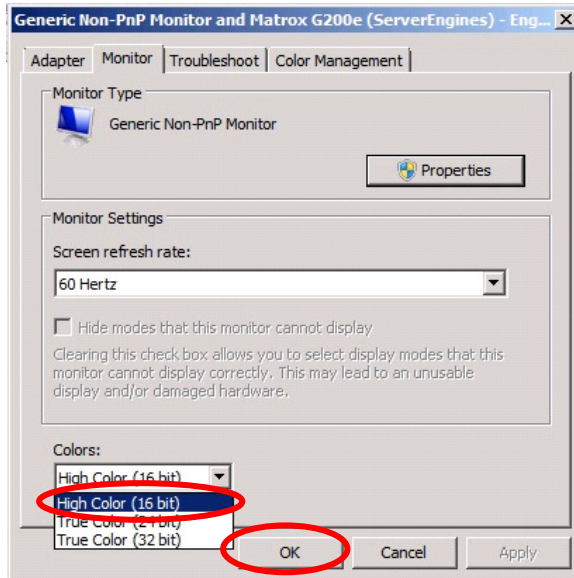 Generic Non-PnP Monitor and Matrox G200e (ServerEngines) - Eng...
Adapter Monitor Troubleshoot Color Management
Monitor Type
Generic Non-PnP Monitor
Properties
Monitor Settings
Screen refresh rate:
60 Hertz
Hide modes that this monitor cannot display
Clearing this check box allows you to select display modes that this
monitor cannot display correctly. This may lead to an unusable
display and/or damaged hardware.
Colors:
High Color (16 bit)
High Color (16 bit)
True Color (24 bit)
True Color (32 bit)
OK Cancel Apply